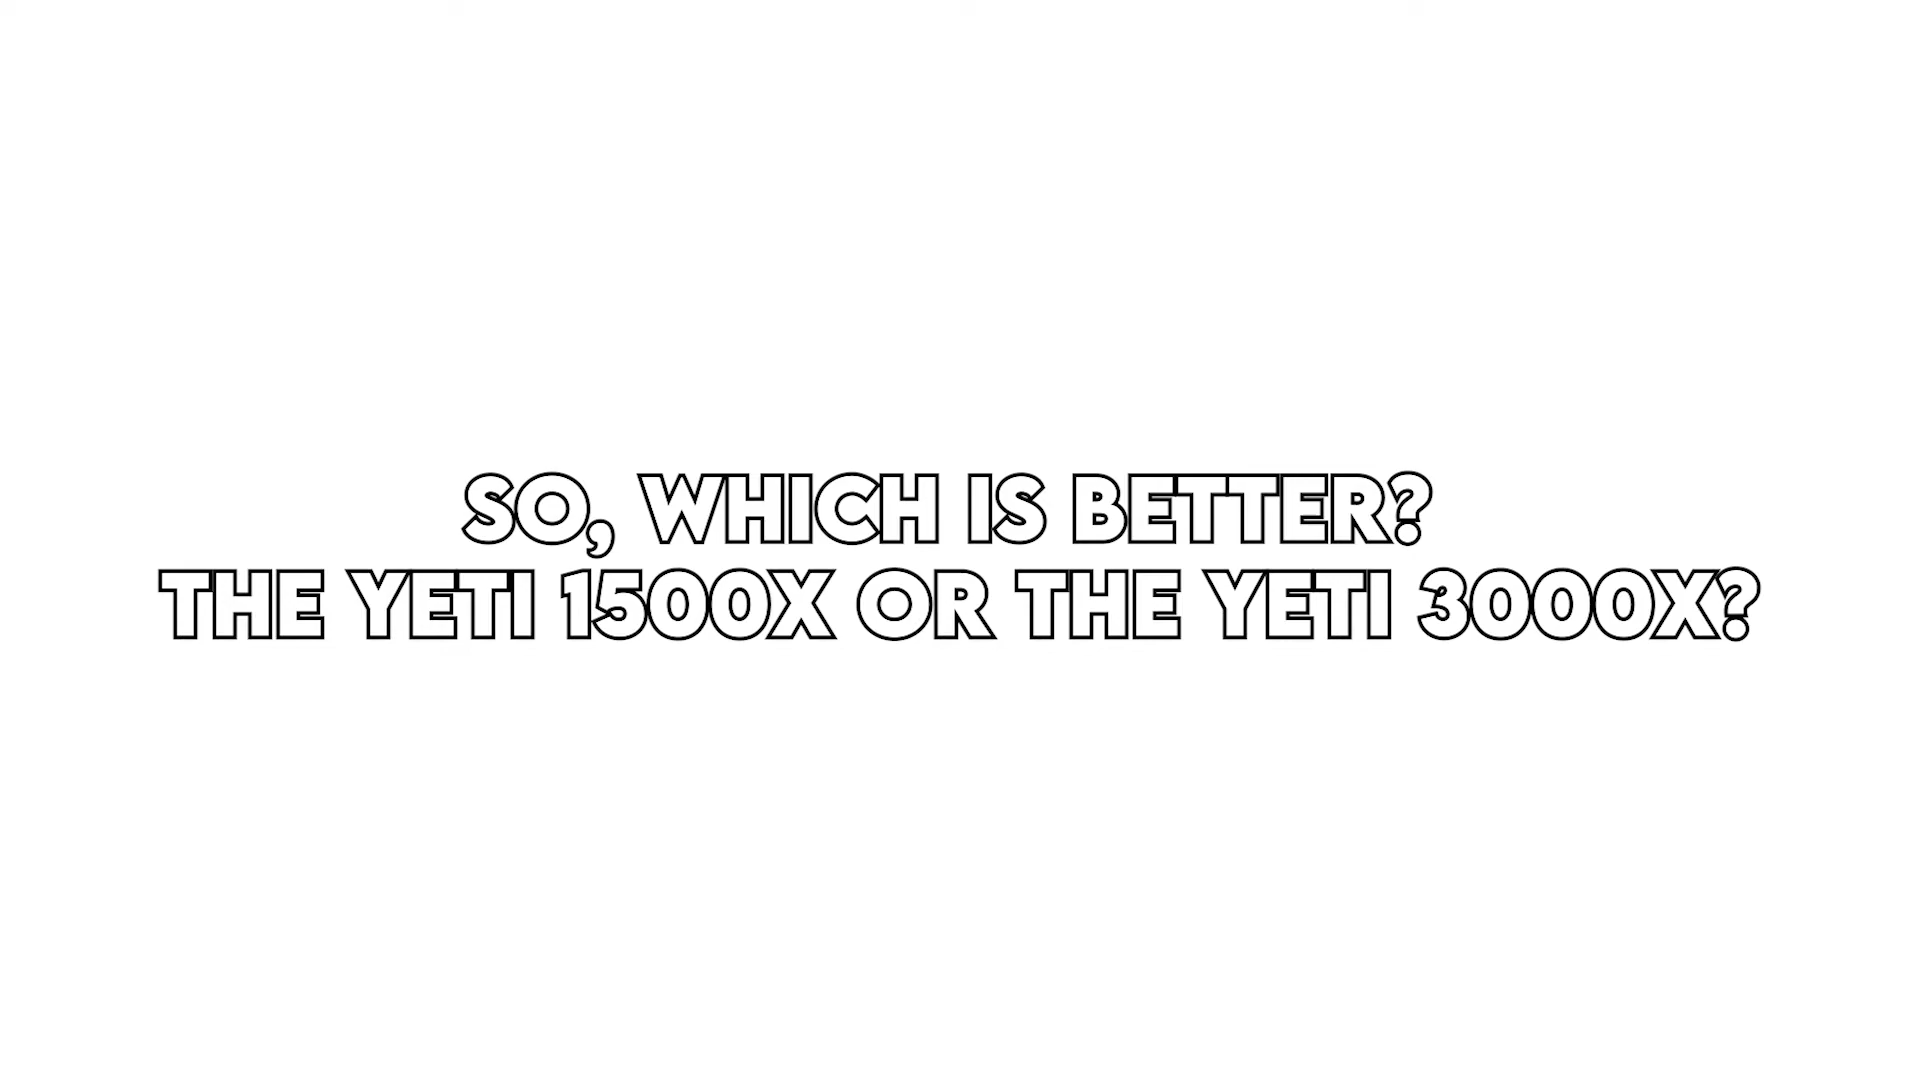 SO, WHICH IS BETTER?
THE YETI 1500X OR THE YETI 3000X?